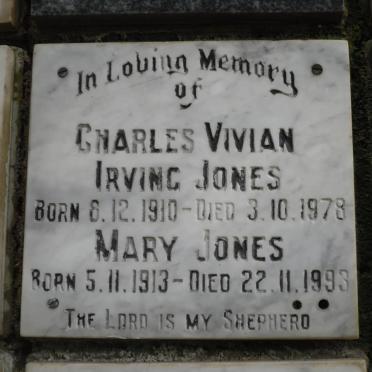 In Loving Memory
of
CHARLES VIVIAN
IRVING JONES
BORN 6.12.1910 - DIED 3.10.1978
MARY JONES
BORN 5.11.1913 - DIED 22.11.1993
THE LORD IS MY SHEPHERD